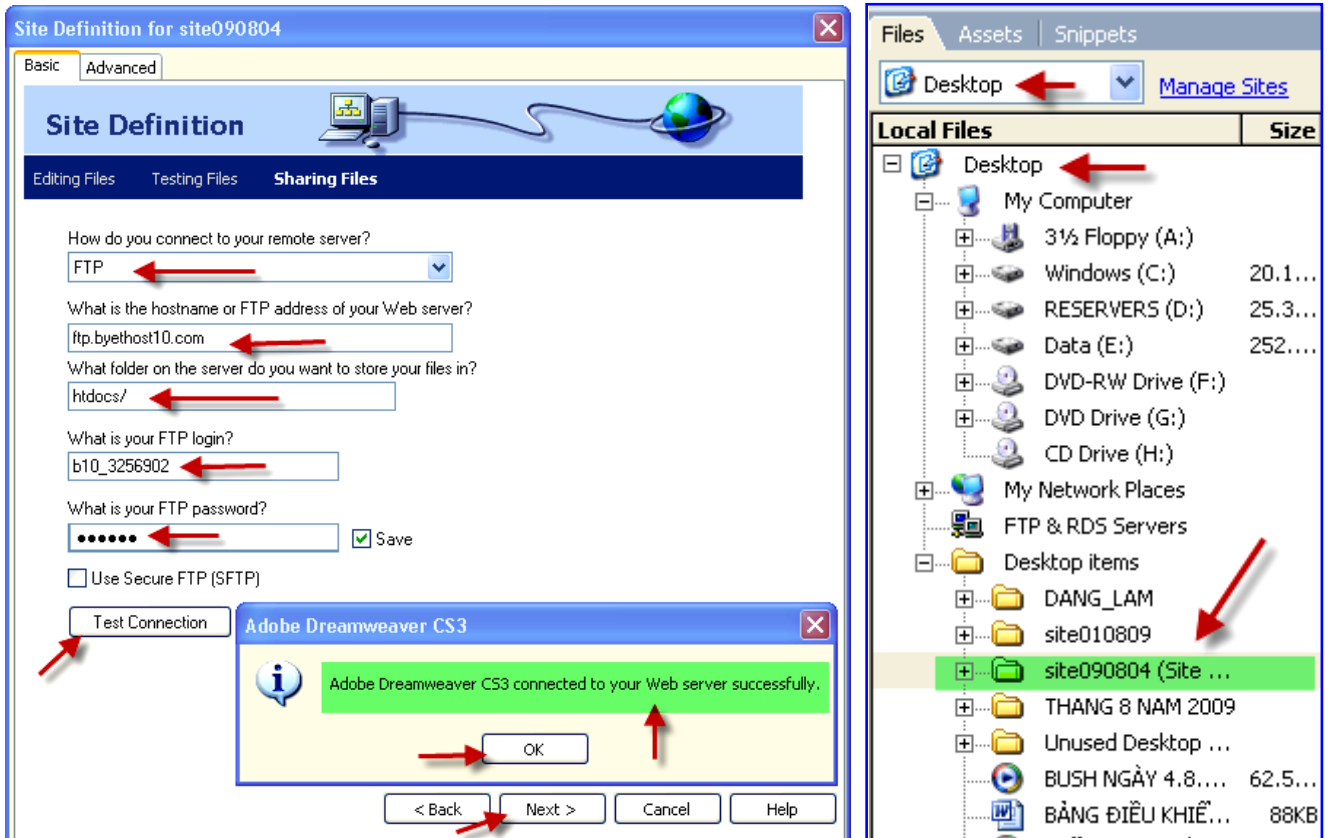 Site Definition for site090804
Basic
Advanced
Site Definition
Editing Files Testing Files Sharing Files
How do you connect to your remote server?
FTP
What is the hostname or FTP address of your Web server?
ftp.byethost10.com
What folder on the server do you want to store your files in?
htdocs/
What is your FTP login?
b10_3256902
What is your FTP password?
••••••
Save
Use Secure FTP (SFTP)
Test Connection
Adobe Dreamweaver CS3
Adobe Dreamweaver CS3 connected to your Web server successfully.
OK
< Back Next > Cancel Help
Files Assets Snippets
Desktop
Manage Sites
Local Files Size
Desktop
My Computer
3½ Floppy (A:)
Windows (C:) 20.1...
RESERVERS (D:) 25.3...
Data (E:) 252....
DVD-RW Drive (F:)
DVD Drive (G:)
CD Drive (H:)
My Network Places
FTP & RDS Servers
Desktop items
DANG_LAM
site010809
site090804 (Site ...
THANG 8 NAM 2009
Unused Desktop ...
BUSH NGÀY 4.8.... 62.5...
BẢNG ĐIỀU KHIỂ... 88KB